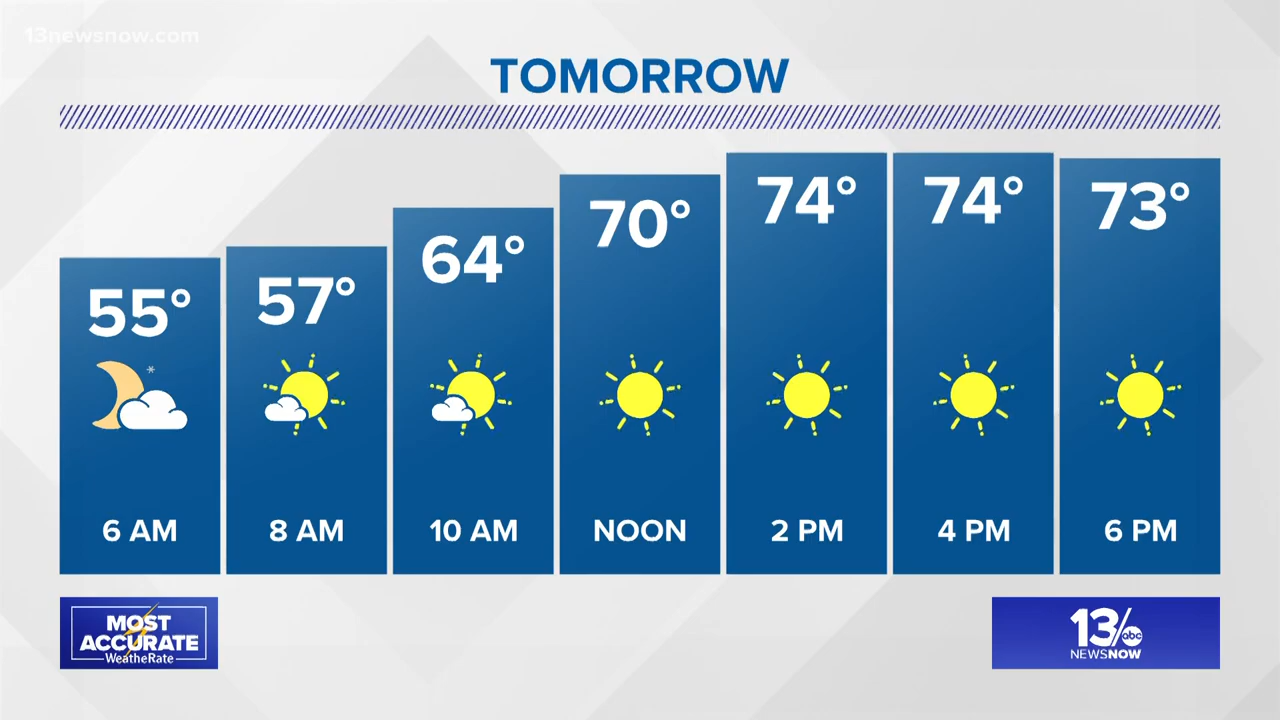 13newsnow.com
TOMORROW
55° 57° 64° 70° 74° 74° 73°
6 AM 8 AM 10 AM NOON 2 PM 4 PM 6 PM
MOST
ACCURATE
WeatheRate
13 abc
NEWSNOW